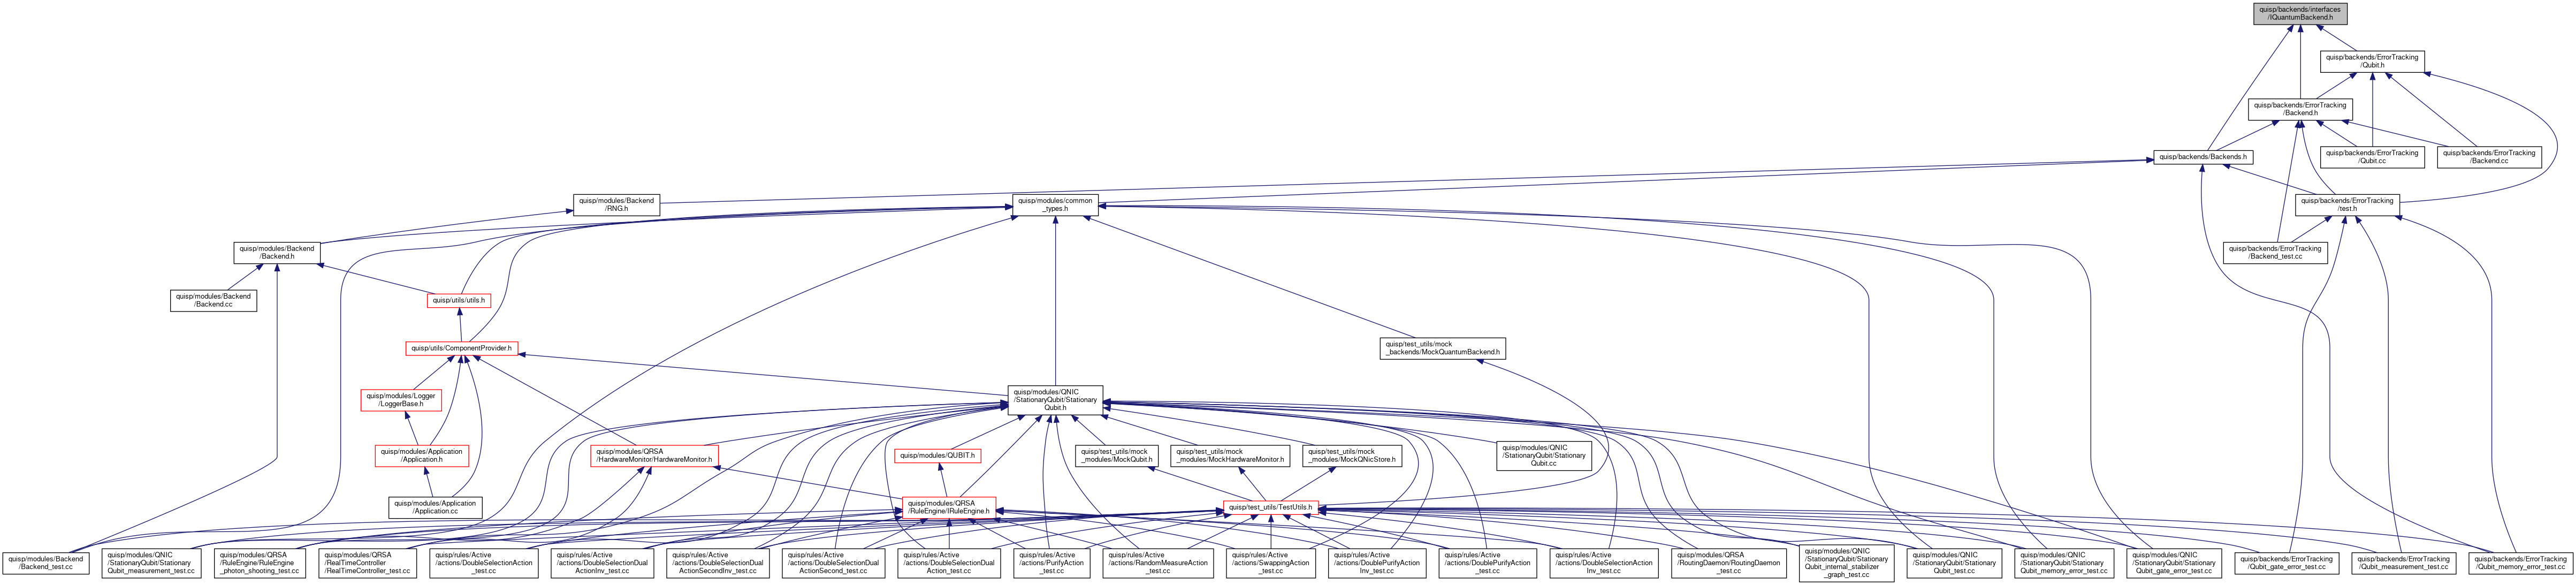 quisp/backends/interfaces
/IQuantumBackend.h
quisp/backends/ErrorTracking
/Qubit.h
quisp/backends/ErrorTracking
/Backend.h
quisp/backends/Backends.h
quisp/backends/ErrorTracking
/Qubit.cc
quisp/backends/ErrorTracking
/Backend.cc
quisp/modules/Backend
/RNG.h
quisp/modules/common
_types.h
quisp/backends/ErrorTracking
/test.h
quisp/modules/Backend
/Backend.h
quisp/backends/ErrorTracking
/Backend_test.cc
quisp/modules/Backend
/Backend.cc
quisp/utils/utils.h
quisp/utils/ComponentProvider.h
quisp/test_utils/mock
_backends/MockQuantumBackend.h
quisp/modules/Logger
/LoggerBase.h
quisp/modules/QNIC
/StationaryQubit/Stationary
Qubit.h
quisp/modules/Application
/Application.h
quisp/modules/QRSA
/HardwareMonitor/HardwareMonitor.h
quisp/modules/QUBIT.h
quisp/test_utils/mock
_modules/MockQubit.h
quisp/test_utils/mock
_modules/MockHardwareMonitor.h
quisp/test_utils/mock
_modules/MockQNicStore.h
quisp/modules/QNIC
/StationaryQubit/Stationary
Qubit.cc
quisp/modules/Application
/Application.cc
quisp/modules/QRSA
/RuleEngine/IRuleEngine.h
quisp/test_utils/TestUtils.h
quisp/modules/Backend
/Backend_test.cc
quisp/modules/QNIC
/StationaryQubit/Stationary
Qubit_measurement_test.cc
quisp/modules/QRSA
/RuleEngine/RuleEngine
_photon_shooting_test.cc
quisp/modules/QRSA
/RealTimeController
/RealTimeController_test.cc
quisp/rules/Active
/actions/DoubleSelectionAction
_test.cc
quisp/rules/Active
/actions/DoubleSelectionDual
ActionInv_test.cc
quisp/rules/Active
/actions/DoubleSelectionDual
ActionSecondInv_test.cc
quisp/rules/Active
/actions/DoubleSelectionDual
ActionSecond_test.cc
quisp/rules/Active
/actions/DoubleSelectionDual
Action_test.cc
quisp/rules/Active
/actions/PurifyAction
_test.cc
quisp/rules/Active
/actions/RandomMeasureAction
_test.cc
quisp/rules/Active
/actions/SwappingAction
_test.cc
quisp/rules/Active
/actions/DoublePurifyAction
Inv_test.cc
quisp/rules/Active
/actions/DoublePurifyAction
_test.cc
quisp/rules/Active
/actions/DoubleSelectionAction
Inv_test.cc
quisp/modules/QRSA
/RoutingDaemon/RoutingDaemon
_test.cc
quisp/modules/QNIC
/StationaryQubit/Stationary
Qubit_internal_stabilizer
_graph_test.cc
quisp/modules/QNIC
/StationaryQubit/Stationary
Qubit_test.cc
quisp/modules/QNIC
/StationaryQubit/Stationary
Qubit_memory_error_test.cc
quisp/modules/QNIC
/StationaryQubit/Stationary
Qubit_gate_error_test.cc
quisp/backends/ErrorTracking
/Qubit_gate_error_test.cc
quisp/backends/ErrorTracking
/Qubit_measurement_test.cc
quisp/backends/ErrorTracking
/Qubit_memory_error_test.cc